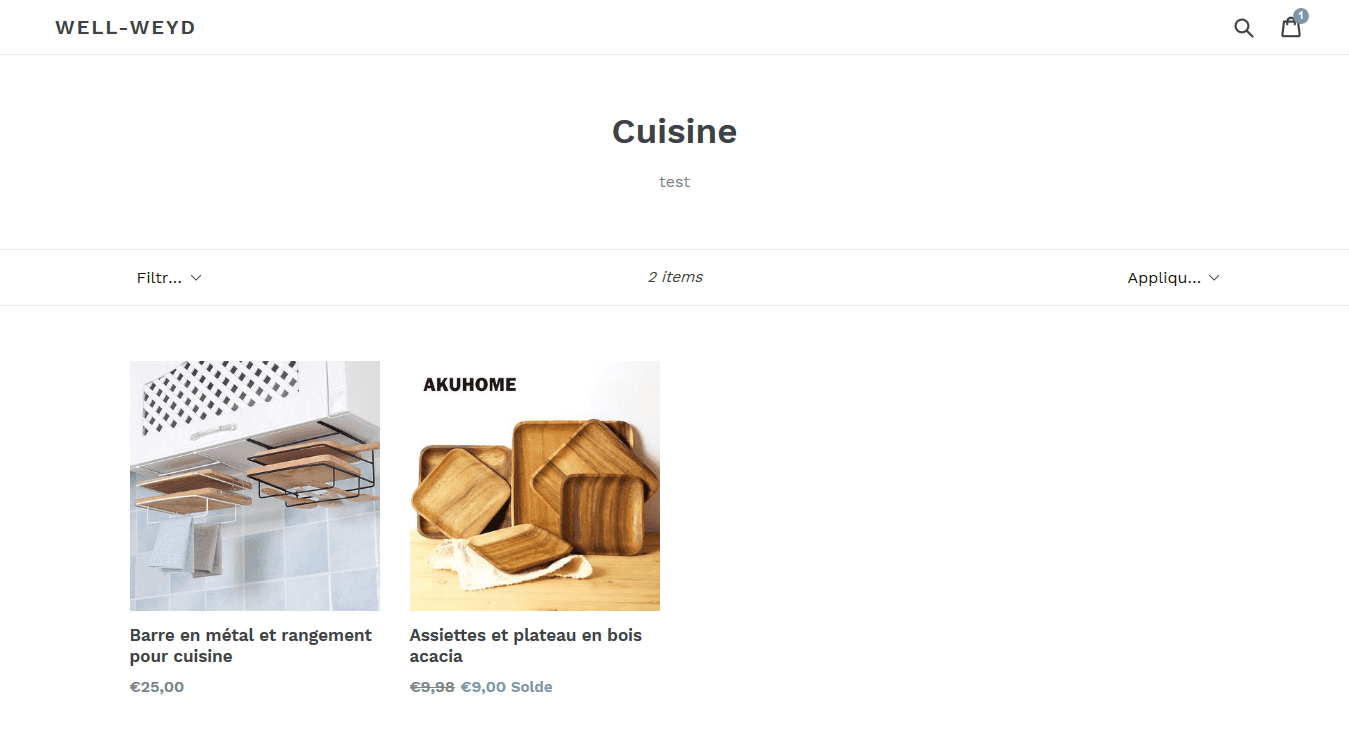 WELL-WEYD
1
Cuisine
test
Filtr...
2 items
Appliqu...
AKUHOME
Barre en métal et rangement
pour cuisine
€25,00
Assiettes et plateau en bois
acacia
€9,98 €9,00 Solde